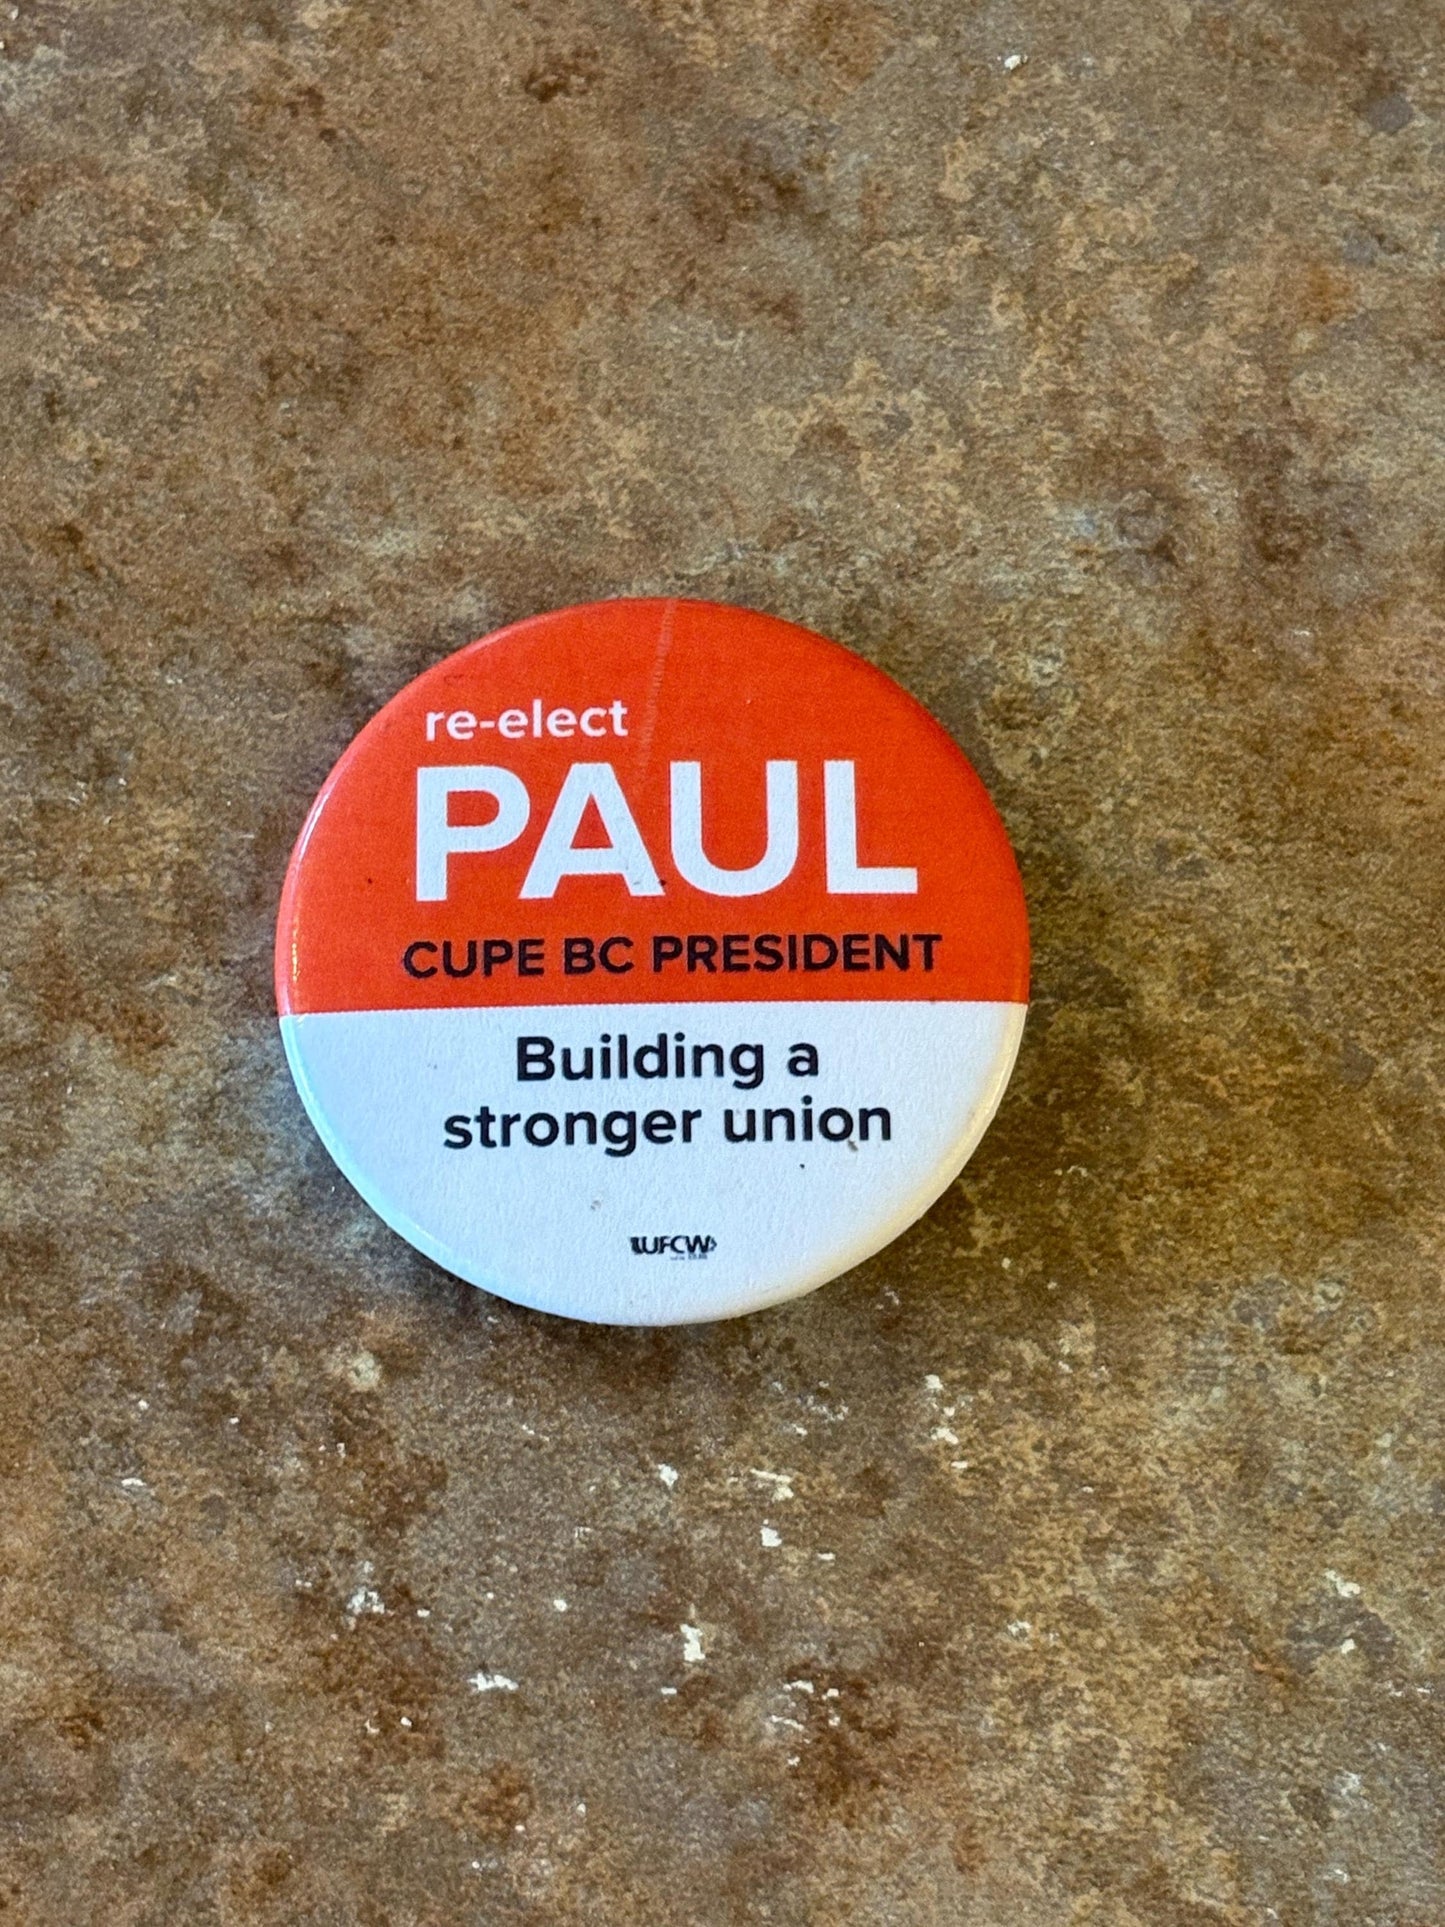 re-elect
PAUL
CUPE BC PRESIDENT
Building a
stronger union
UFCW